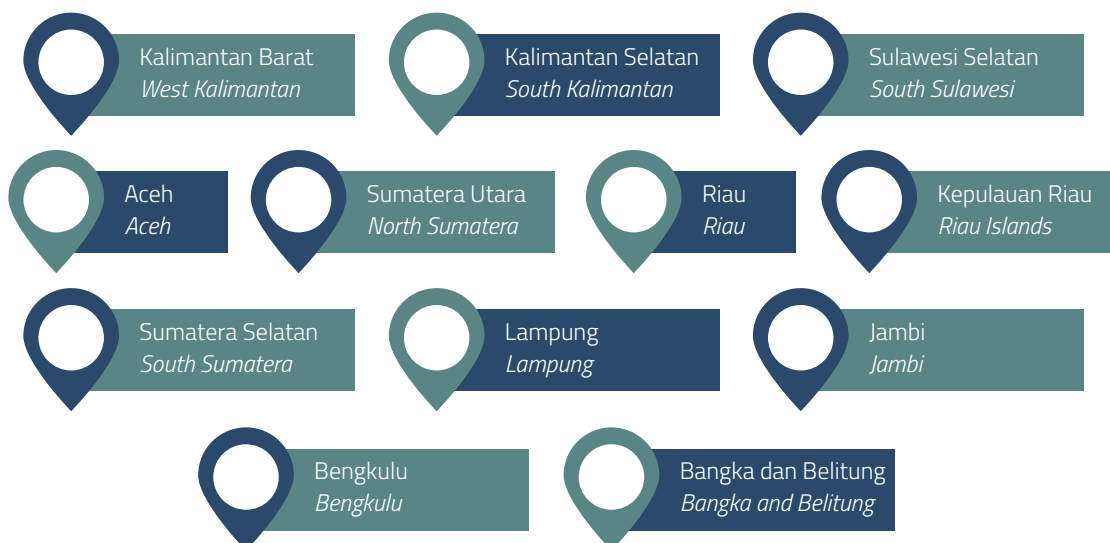 Kalimantan Barat
West Kalimantan
Kalimantan Selatan
South Kalimantan
Sulawesi Selatan
South Sulawesi
Aceh
Aceh
Sumatera Utara
North Sumatera
Riau
Riau
Kepulauan Riau
Riau Islands
Sumatera Selatan
South Sumatera
Lampung
Lampung
Jambi
Jambi
Bengkulu
Bengkulu
Bangka dan Belitung
Bangka and Belitung